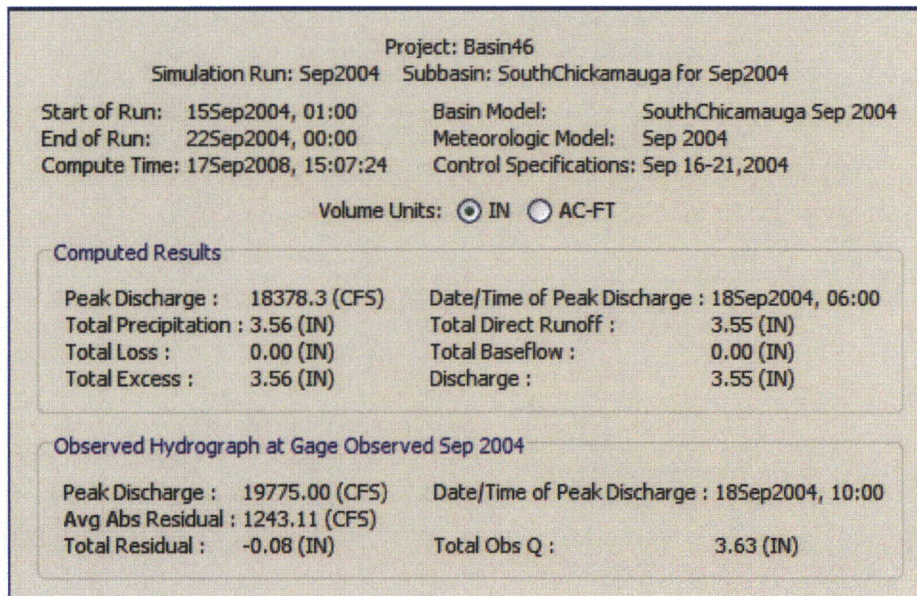 Project: Basin46
Simulation Run: Sep2004 Subbasin: SouthChickamauga for Sep2004
Start of Run: 15Sep2004, 01:00 Basin Model: SouthChicamauga Sep 2004
End of Run: 22Sep2004, 00:00 Meteorologic Model: Sep 2004
Compute Time: 17Sep2008, 15:07:24 Control Specifications: Sep 16-21,2004
Volume Units: IN AC-FT
Computed Results
Peak Discharge : 18378.3 (CFS) Date/Time of Peak Discharge : 18Sep2004, 06:00
Total Precipitation : 3.56 (IN) Total Direct Runoff : 3.55 (IN)
Total Loss : 0.00 (IN) Total Baseflow : 0.00 (IN)
Total Excess : 3.56 (IN) Discharge : 3.55 (IN)
Observed Hydrograph at Gage Observed Sep 2004
Peak Discharge : 19775.00 (CFS) Date/Time of Peak Discharge : 18Sep2004, 10:00
Avg Abs Residual : 1243.11 (CFS)
Total Residual : -0.08 (IN) Total Obs Q : 3.63 (IN)